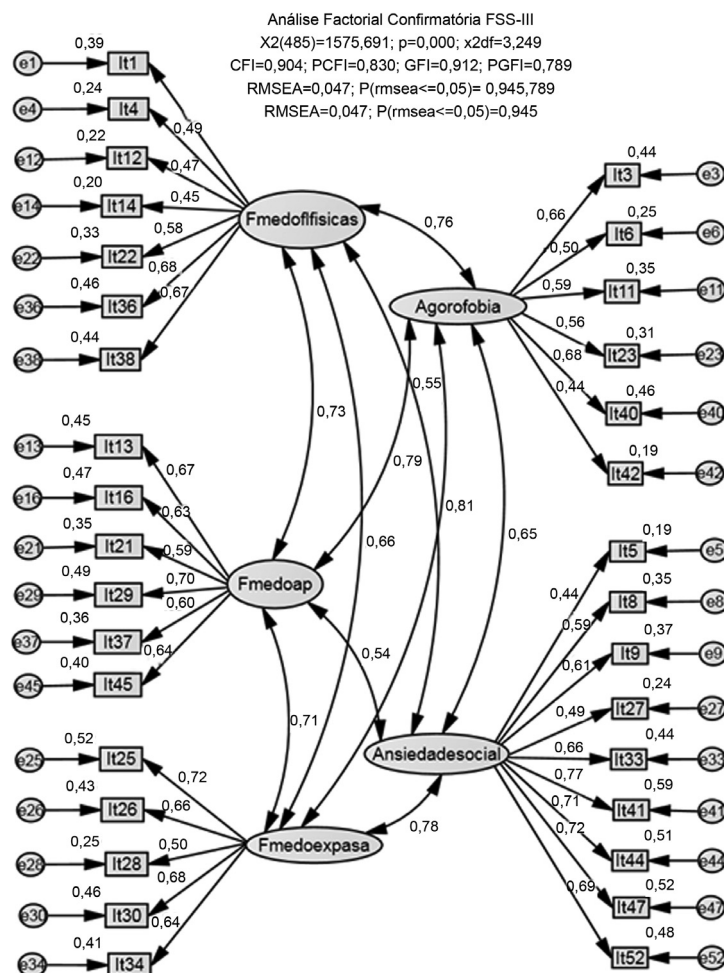 Análise Factorial Confirmatória FSS-III
X2(485)=1575,691; p=0,000; x2df=3,249
CFI=0,904; PCFI=0,830; GFI=0,912; PGFI=0,789
RMSEA=0,047; P(rmsea<=0,05)= 0,945,789
RMSEA=0,047; P(rmsea<=0,05)=0,945
0,39
e1 It1
0,24
e4 It4
0,49
0,22
e12 It12
0,47
0,20
e14 It14
0,45
0,33
e22 It22
0,58
0,46
e36 It36
0,68
0,44
e38 It38
0,67
Fmedoflfisicas
0,76
0,44
It3 e3
0,66
0,25
It6 e6
0,50
0,35
It11 e11
0,59
0,31
It23 e23
0,56
0,46
It40 e40
0,68
0,19
It42 e42
0,44
Agorofobia
0,55
0,73
0,79
0,81
0,66
0,65
0,45
e13 It13
0,67
0,47
e16 It16
0,63
0,35
e21 It21
0,59
0,49
e29 It29
0,70
0,36
e37 It37
0,60
0,40
e45 It45
0,64
Fmedoap
0,54
0,71
0,19
It5 e5
0,44
0,35
It8 e8
0,59
0,37
It9 e9
0,61
0,24
It27 e27
0,49
0,44
It33 e33
0,66
0,59
It41 e41
0,77
0,51
It44 e44
0,71
0,52
It47 e47
0,72
0,48
It52 e52
0,69
Ansiedadesocial
0,78
0,52
e25 It25
0,72
0,43
e26 It26
0,66
0,25
e28 It28
0,50
0,46
e30 It30
0,68
0,41
e34 It34
0,64
Fmedoexpasa